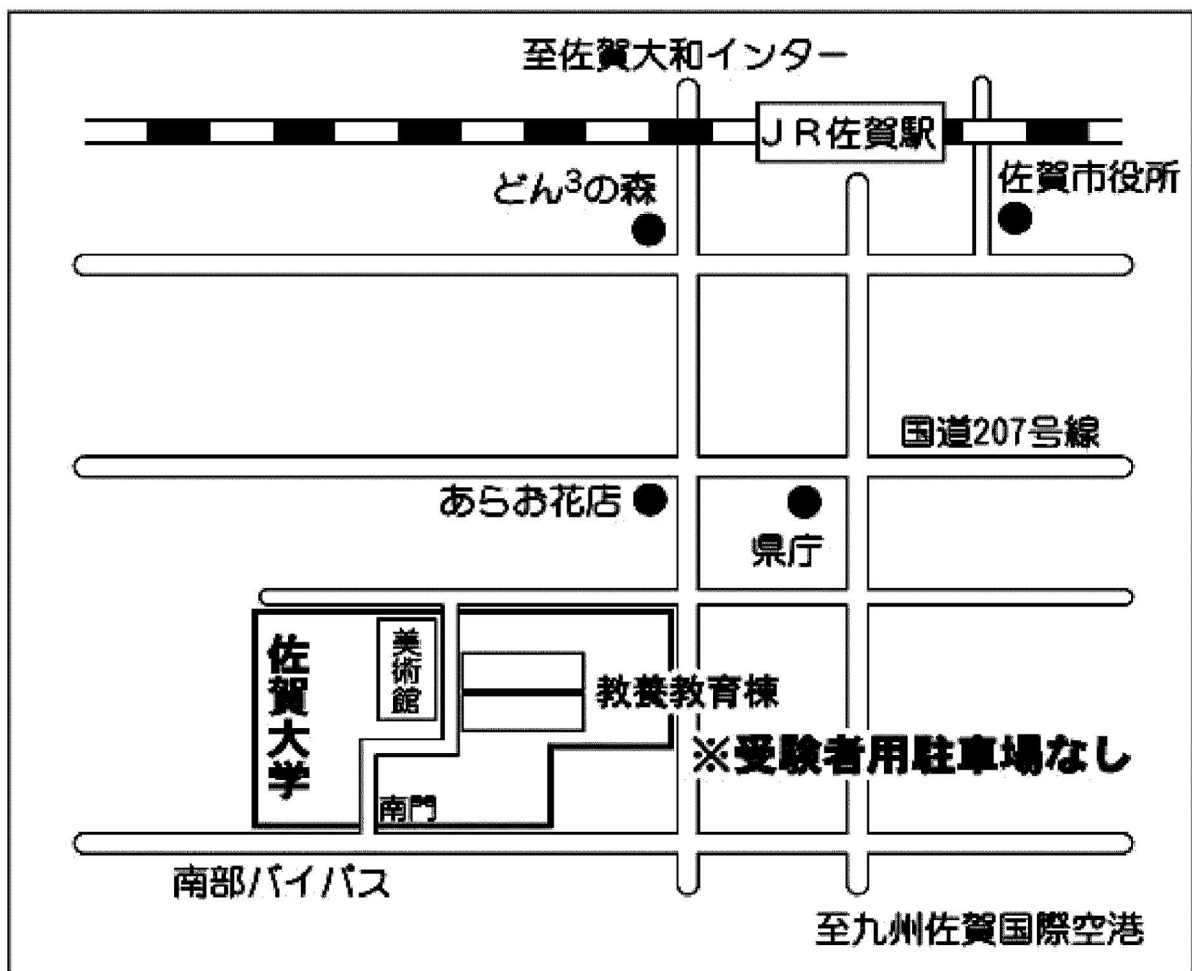 至佐賀大和インター
ＪＲ佐賀駅
どん³の森
佐賀市役所
国道207号線
あらお花店
県庁
佐賀大学
美術館
教養教育棟
※受験者用駐車場なし
南門
南部バイパス
至九州佐賀国際空港